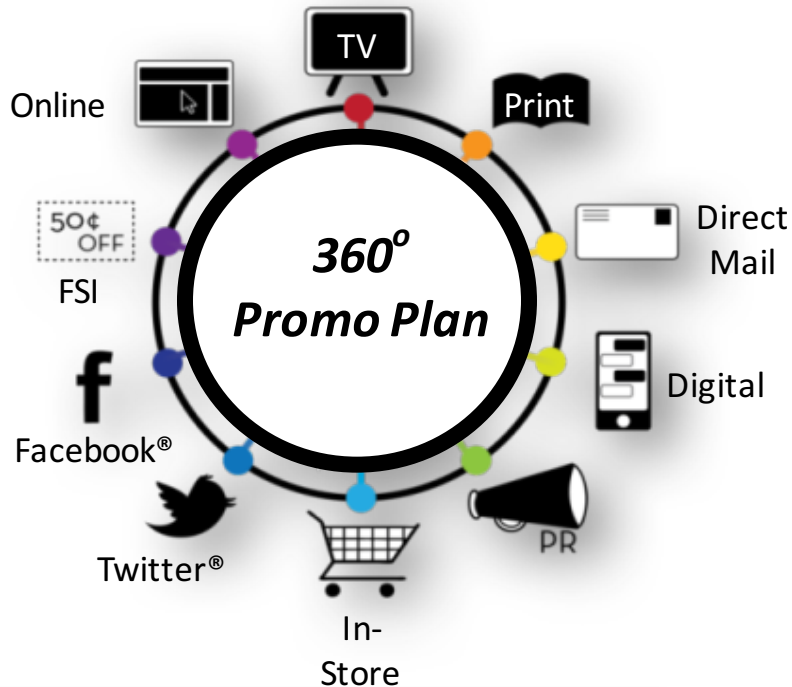 TV
Print
Online
Direct
Mail
50¢
OFF
FSI
360o
Promo Plan
Digital
f
Facebook®
PR
Twitter®
In-
Store